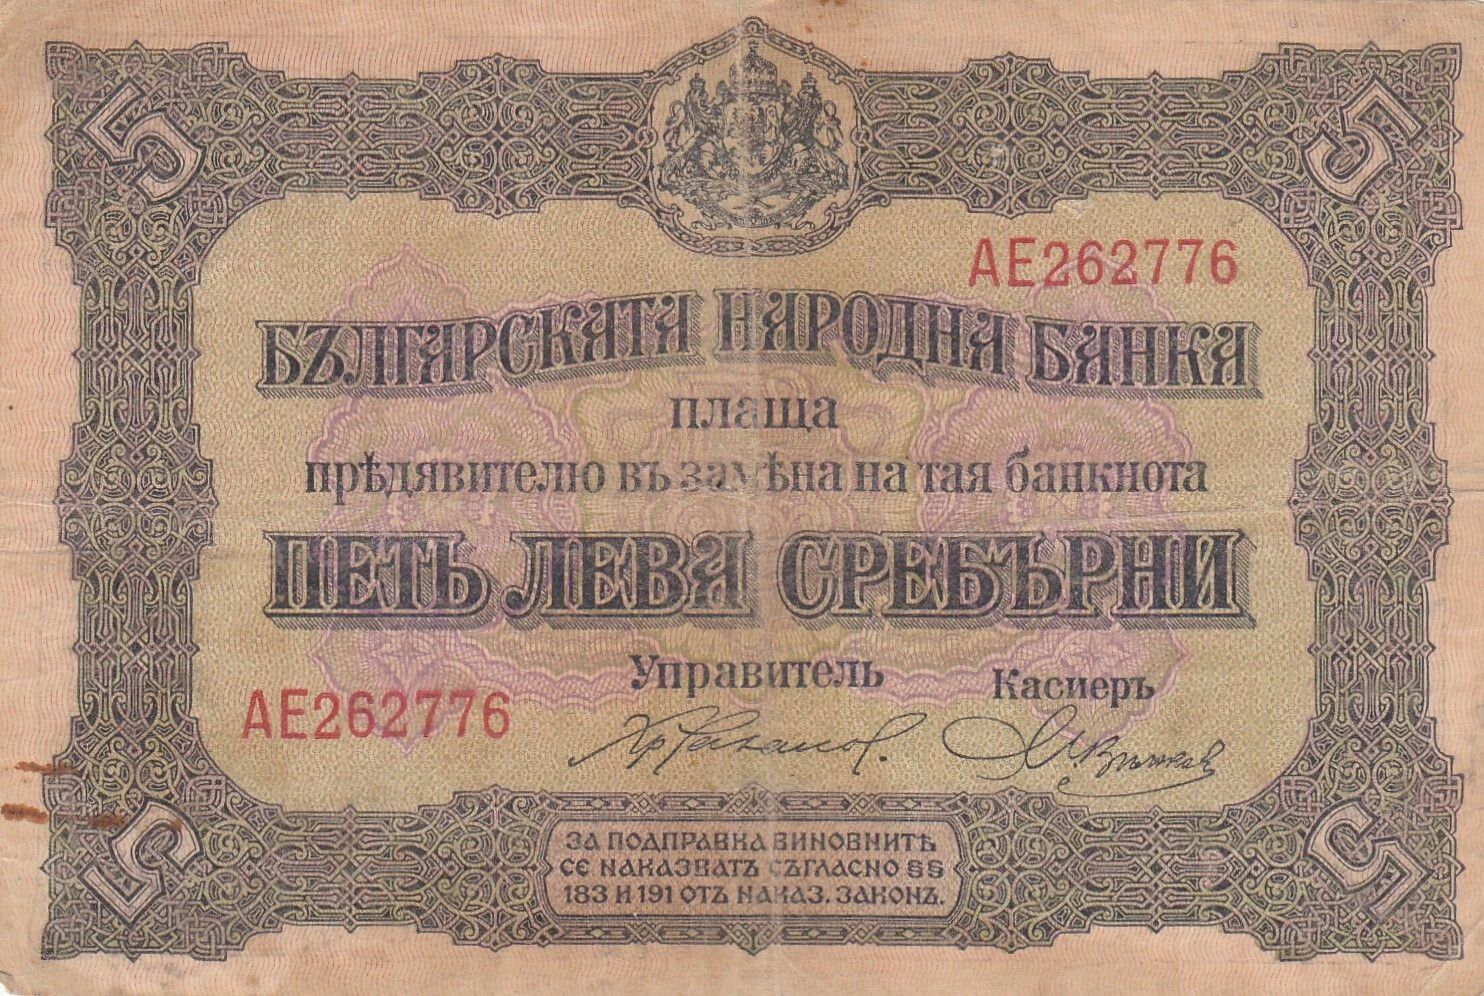 5 5
АЕ262776
БЪЛГАРСКАТА НАРОДНА БАНКА
плаща
прѣдявителю въ замѣна на тая банкнота
ПЕТЬ ЛЕВА СРЕБЪРНИ
Управитель Касиеръ
АЕ262776
ЗА ПОДПРАВКА ВИНОВНИТѢ
СЕ НАКАЗВАТЪ СЪГЛАСНО §§
183 И 191 ОТЪ НАКАЗ. ЗАКОНЪ.
5 5